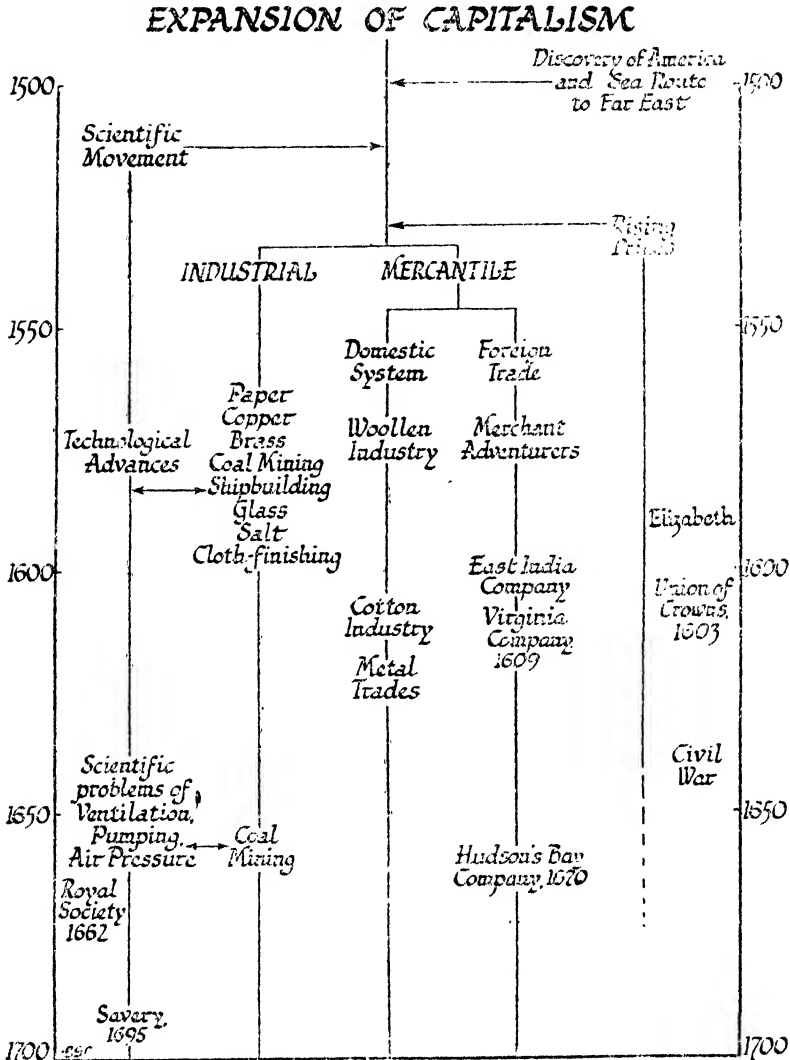 EXPANSION OF CAPITALISM
Discovery of America
and Sea Route
to Far East
1500
1500
Scientific
Movement
Rising
INDUSTRIAL
MERCANTILE
1550
1550
Domestic
System
Foreign
Trade
Paper
Copper
Brass
Coal Mining
Shipbuilding
Glass
Salt
Cloth-finishing
Technological
Advances
Woollen
Industry
Merchant
Adventurers
Elizabeth
1600
1600
East India
Company
Virginia
Company
1609
Union of
Crowns,
1603
Cotton
Industry
Metal
Trades
Civil
War
Scientific
problems of
Ventilation,
Pumping,
Air Pressure
1650
1650
Coal
Mining
Hudson's Bay
Company, 1670
Royal
Society
1662
Savery,
1695
1700
1700